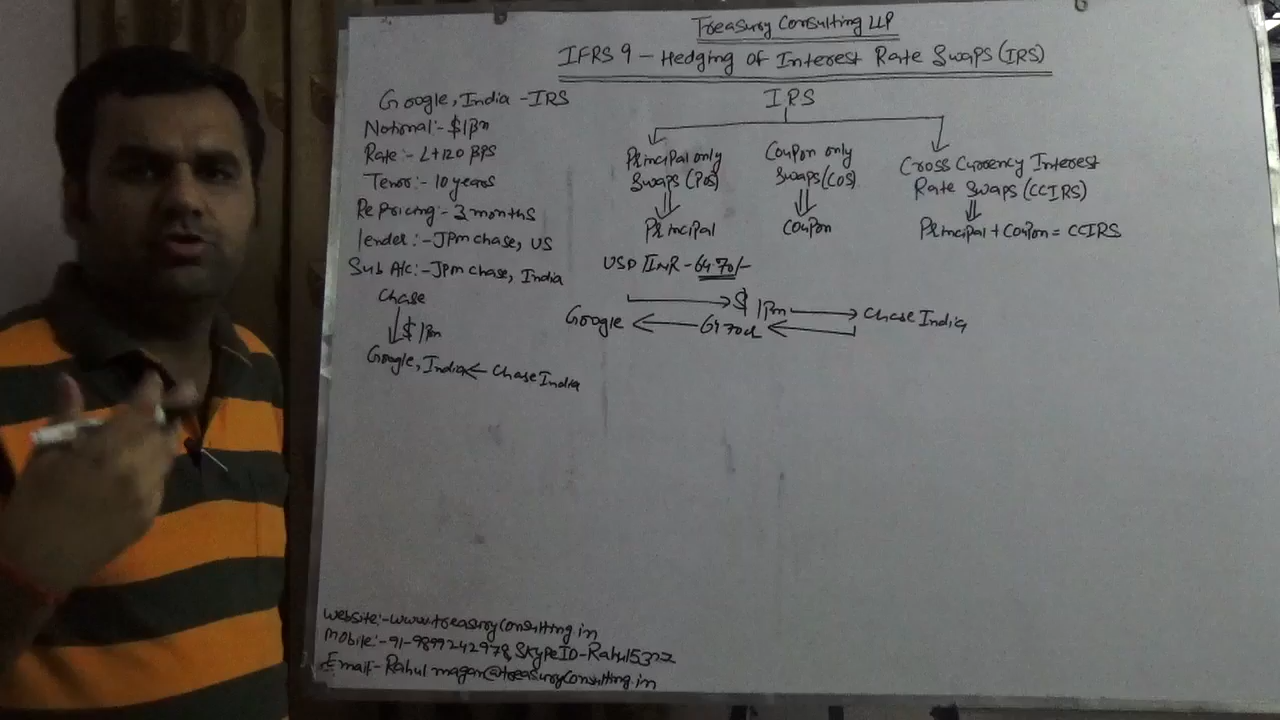 Treasury Consulting LLP
IFRS 9 - Hedging of Interest Rate Swaps (IRS)
Google, India - IRS
Notional:- $1Bn
Rate:- L+120 BPS
Tenor:- 10 years
Repricing:- 3 months
lender:- JPm chase, US
Sub A/c:- JPm chase, India
Chase
$1Bn
Google, India ← Chase India
IRS
Principal only
Swaps (POS)
Principal
Coupon only
Swaps (COS)
Coupon
Cross Currency Interest
Rate Swaps (CCIRS)
Principal + Coupon = CCIRS
USD/INR - 64.70/-
$1Bn
Google
Chase India
website:- www.treasuryconsulting.in
Mobile:- 91-9899242978, Skype ID - Rahul5327
Email:- Rahul.magan@treasuryconsulting.in